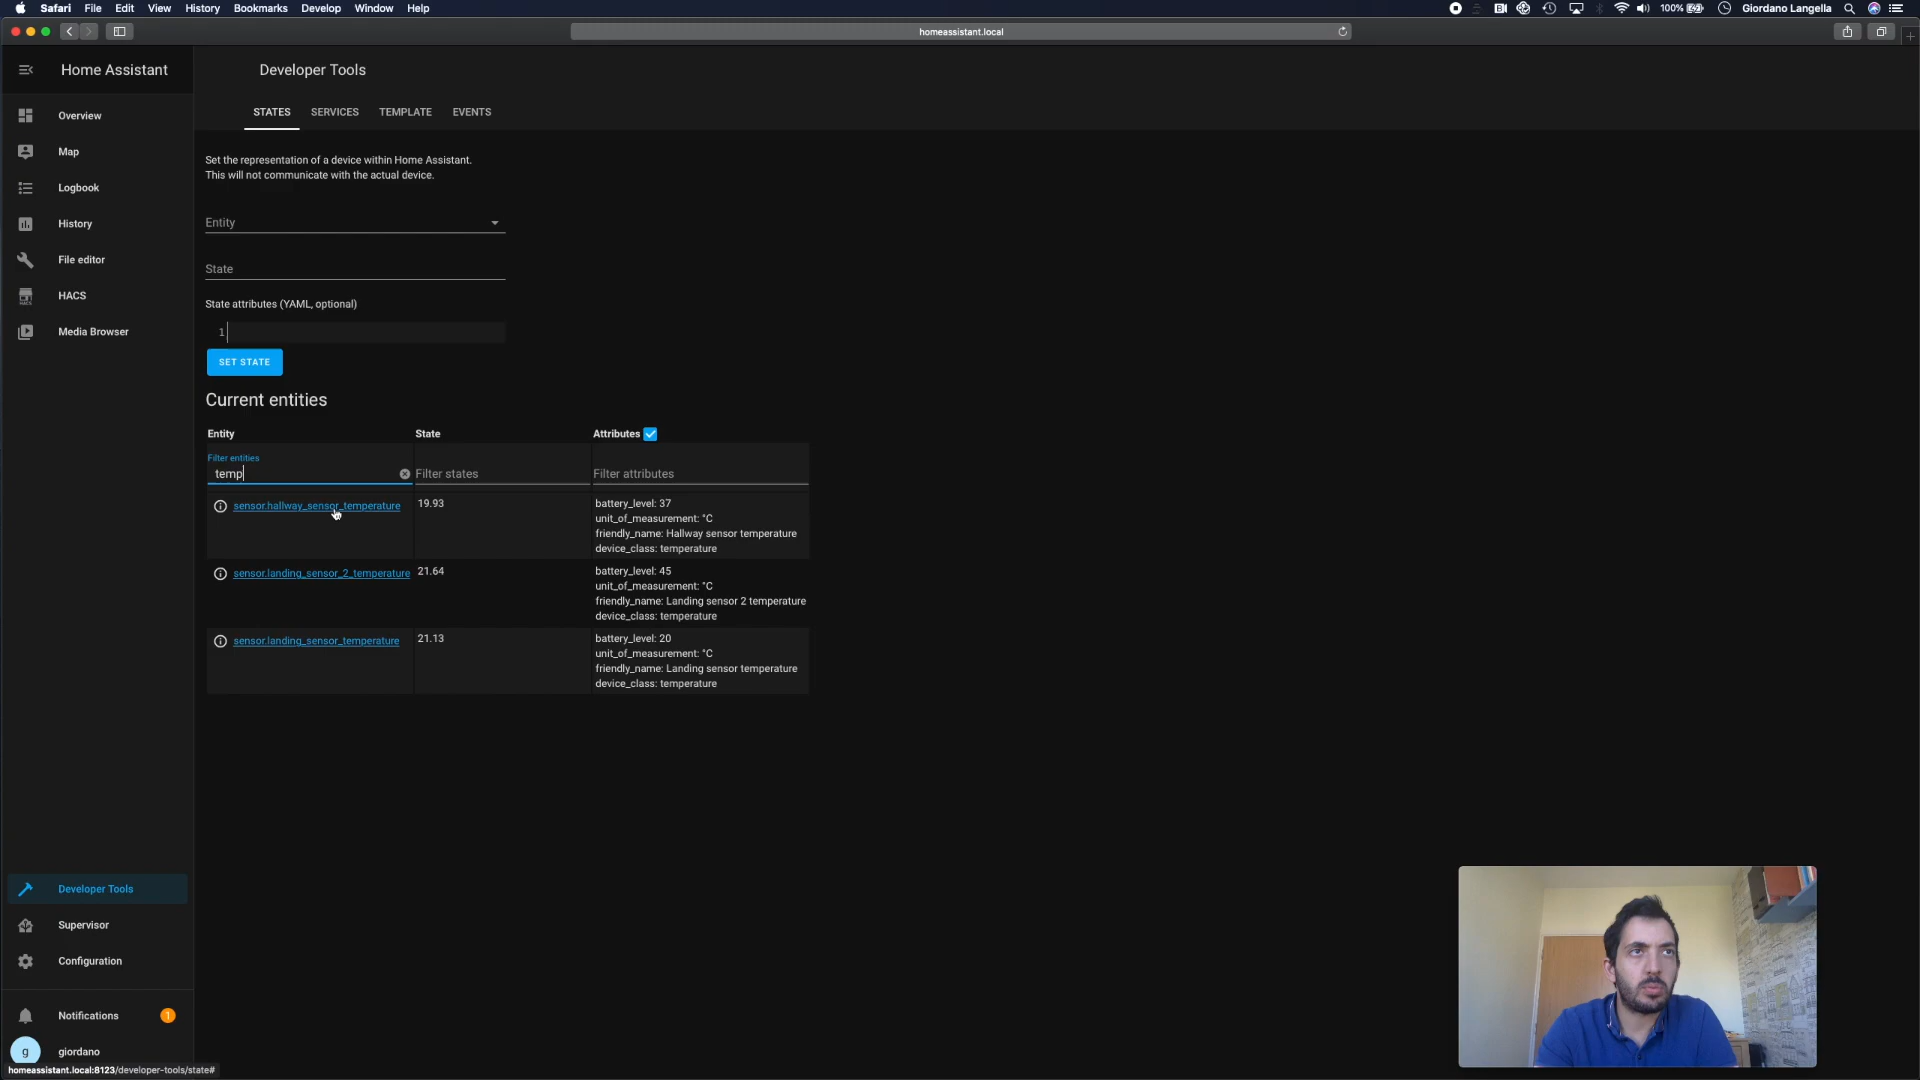 Safari File Edit View History Bookmarks Develop Window Help 100% Giordano Langella
homeassistant.local
Home Assistant
Developer Tools
STATES SERVICES TEMPLATE EVENTS
Overview
Map
Logbook
History
File editor
HACS
Media Browser
Set the representation of a device within Home Assistant.
This will not communicate with the actual device.
Entity
State
State attributes (YAML, optional)
1
SET STATE
Current entities
Entity State Attributes
Filter entities
temp Filter states Filter attributes
sensor.hallway_sensor_temperature 19.93 battery_level: 37
unit_of_measurement: °C
friendly_name: Hallway sensor temperature
device_class: temperature
sensor.landing_sensor_2_temperature 21.64 battery_level: 45
unit_of_measurement: °C
friendly_name: Landing sensor 2 temperature
device_class: temperature
sensor.landing_sensor_temperature 21.13 battery_level: 20
unit_of_measurement: °C
friendly_name: Landing sensor temperature
device_class: temperature
Developer Tools
Supervisor
Configuration
Notifications 1
g giordano
homeassistant.local:8123/developer-tools/state#